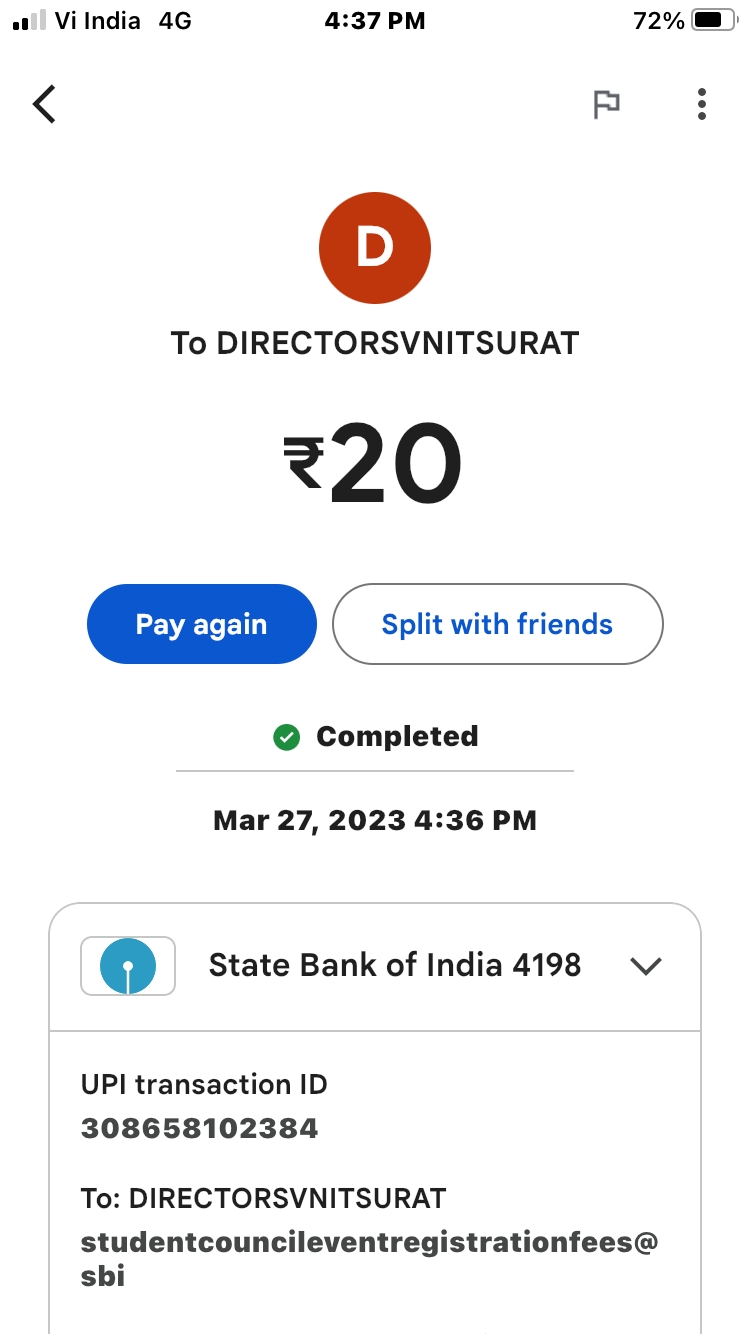 Vi India 4G 4:37 PM 72%
D
To DIRECTORSVNITSURAT
₹20
Pay again Split with friends
Completed
Mar 27, 2023 4:36 PM
State Bank of India 4198
UPI transaction ID
308658102384
To: DIRECTORSVNITSURAT
studentcouncileventregistrationfees@
sbi